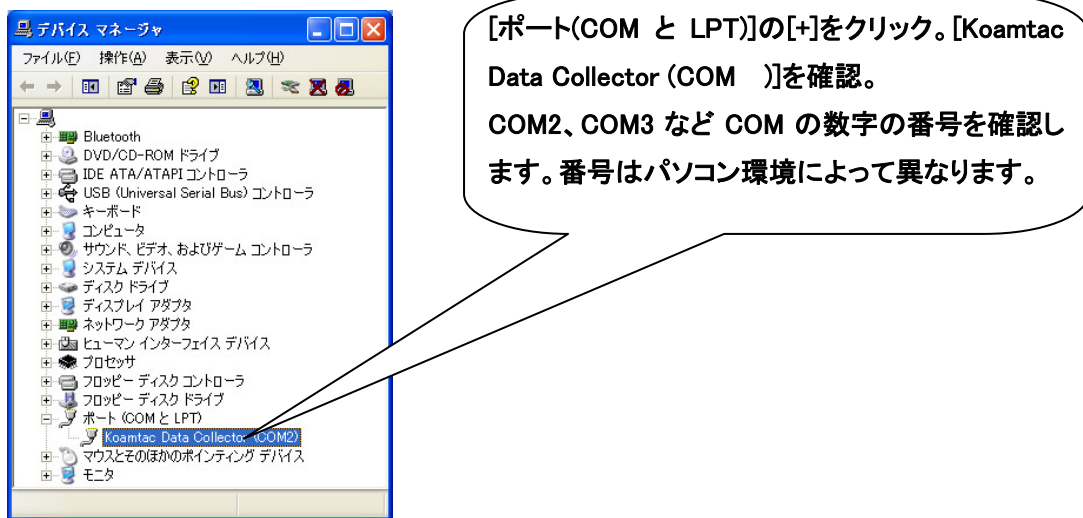 デバイス マネージャ
ファイル(F) 操作(A) 表示(V) ヘルプ(H)
Bluetooth
DVD/CD-ROM ドライブ
IDE ATA/ATAPI コントローラ
USB (Universal Serial Bus) コントローラ
キーボード
コンピュータ
サウンド、ビデオ、およびゲーム コントローラ
システム デバイス
ディスク ドライブ
ディスプレイ アダプタ
ネットワーク アダプタ
ヒューマン インターフェイス デバイス
プロセッサ
フロッピー ディスク コントローラ
フロッピー ディスク ドライブ
ポート (COM と LPT)
Koamtac Data Collector (COM2)
マウスとそのほかのポインティング デバイス
モニタ
[ポート(COM と LPT)]の[+]をクリック。[Koamtac
Data Collector (COM　)]を確認。
COM2、COM3 など COM の数字の番号を確認し
ます。番号はパソコン環境によって異なります。